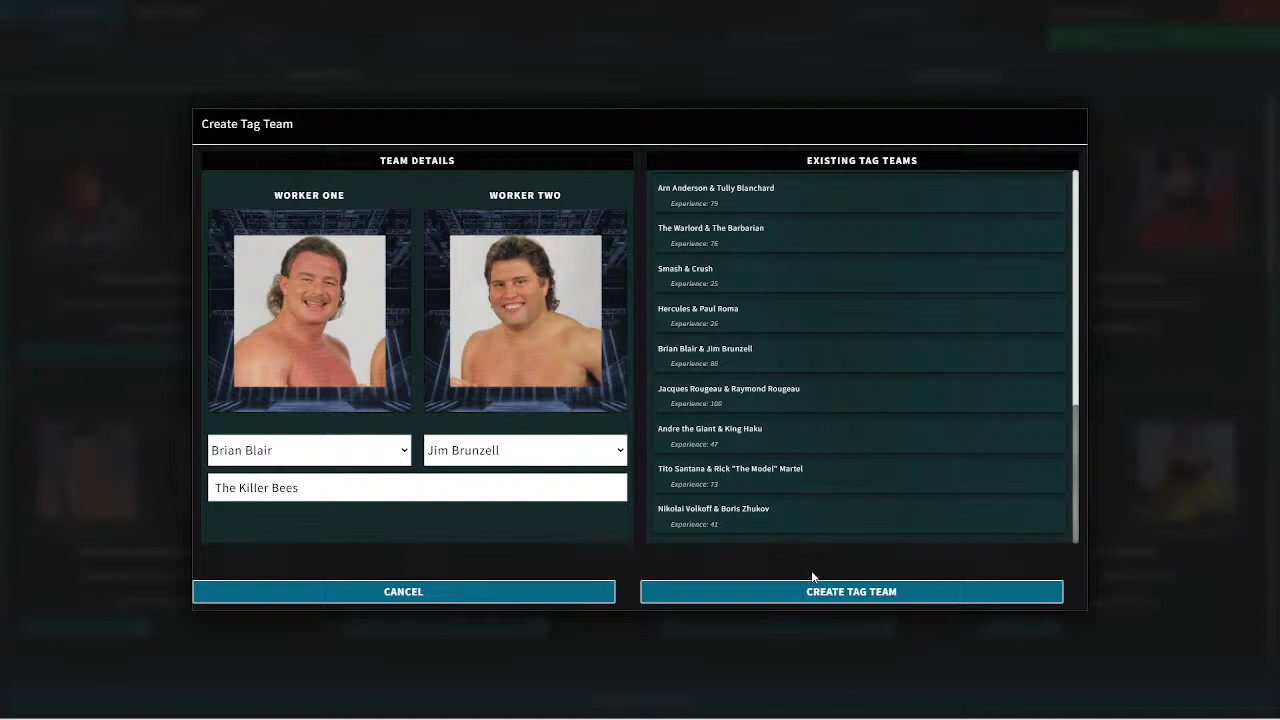 Create Tag Team
TEAM DETAILS
WORKER ONE
WORKER TWO
Brian Blair
Jim Brunzell
The Killer Bees
EXISTING TAG TEAMS
Arn Anderson & Tully Blanchard
Experience: 79
The Warlord & The Barbarian
Experience: 76
Smash & Crush
Experience: 25
Hercules & Paul Roma
Experience: 26
Brian Blair & Jim Brunzell
Experience: 80
Jacques Rougeau & Raymond Rougeau
Experience: 100
Andre the Giant & King Haku
Experience: 47
Tito Santana & Rick "The Model" Martel
Experience: 73
Nikolai Volkoff & Boris Zhukov
Experience: 41
CANCEL
CREATE TAG TEAM